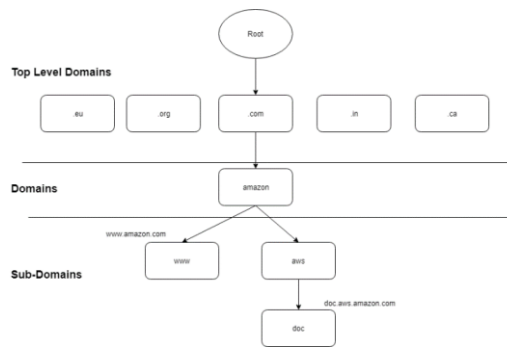 Root
Top Level Domains
.eu
.org
.com
.in
.ca
Domains
amazon
www.amazon.com
www
aws
Sub-Domains
doc.aws.amazon.com
doc